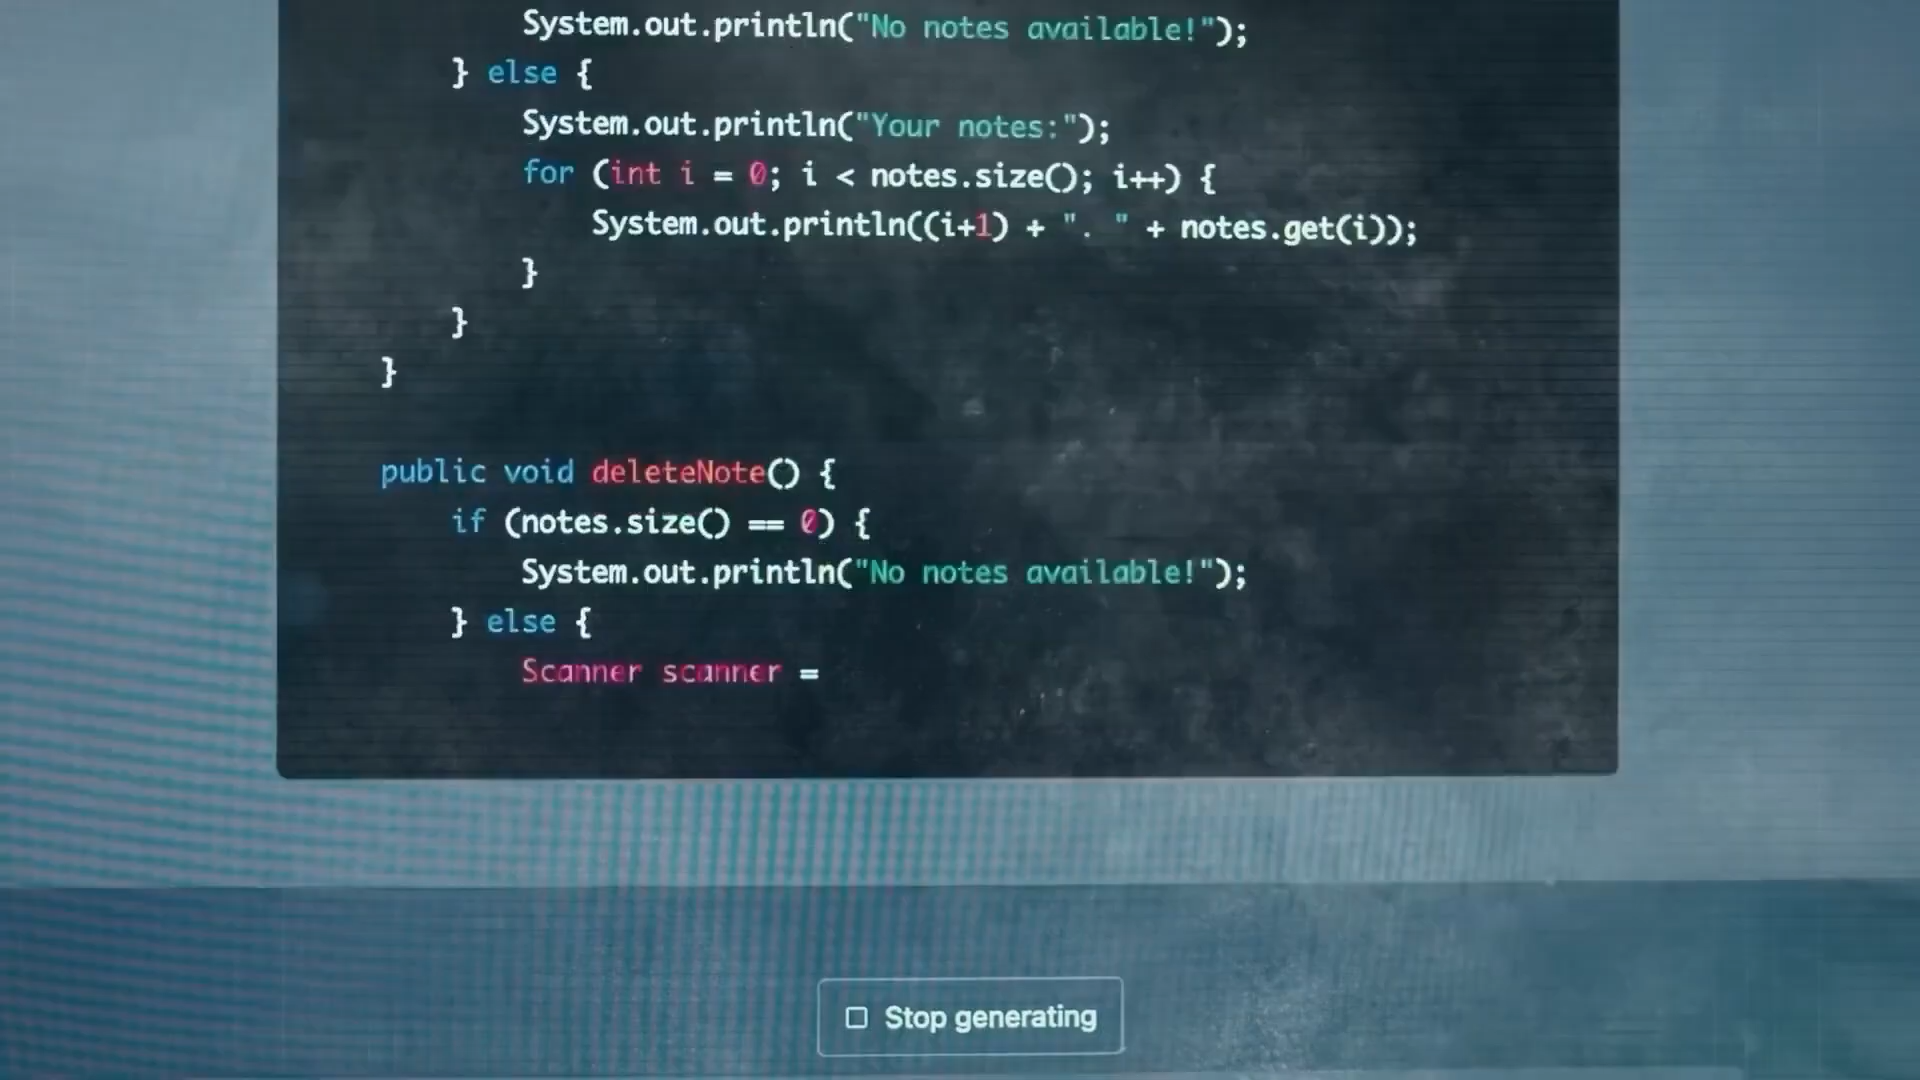 System.out.println("No notes available!");
} else {
System.out.println("Your notes:");
for (int i = 0; i < notes.size(); i++) {
System.out.println((i+1) + ". " + notes.get(i));
}
}
}
public void deleteNote() {
if (notes.size() == 0) {
System.out.println("No notes available!");
} else {
Scanner scanner =
Stop generating